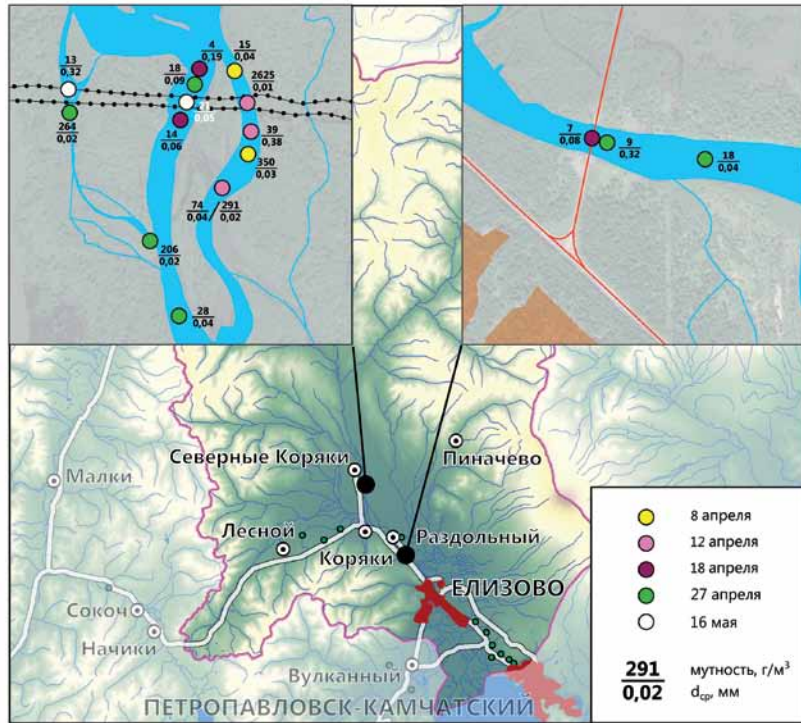 13
0,32
264
0,02
18
0,09
4
0,19
15
0,04
2625
0,01
21
0,05
14
0,06
39
0,38
350
0,03
74 / 291
0,04 / 0,02
206
0,02
28
0,04
7
0,08
9
0,32
18
0,04
Малки
Северные Коряки
Пиначево
Лесной
Раздольный
Коряки
ЕЛИЗОВО
Сокоч
Начики
Вулканный
ПЕТРОПАВЛОВСК-КАМЧАТСКИЙ
8 апреля
12 апреля
18 апреля
27 апреля
16 мая
291 мутность, г/м³
0,02 dср, мм